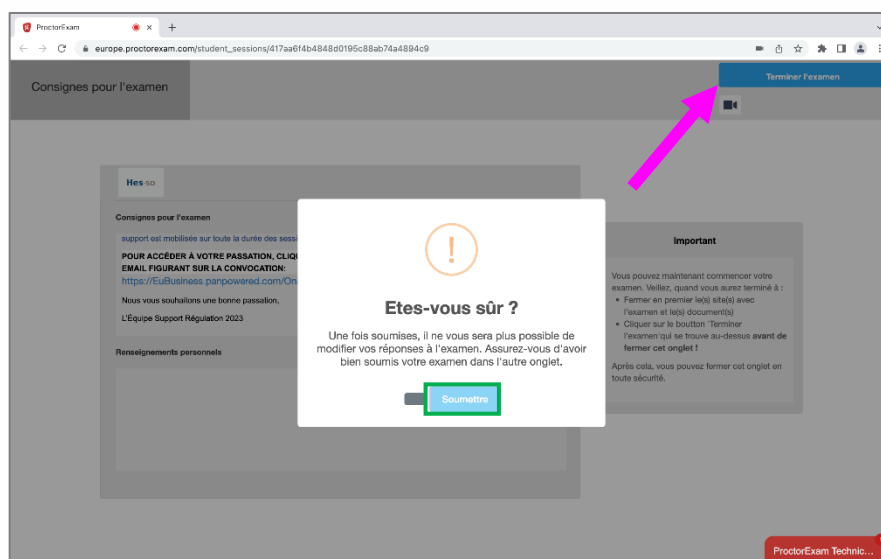 ProctorExam
europe.proctorexam.com/student_sessions/417aa6f4b4848d0195c88ab74a4894c9
Consignes pour l'examen
Terminer l'examen
Hes·so
Consignes pour l'examen
support est mobilisée sur toute la durée des sessi
POUR ACCÉDER À VOTRE PASSATION, CLIQ
EMAIL FIGURANT SUR LA CONVOCATION:
https://EuBusiness.panpowered.com/On
Nous vous souhaitons une bonne passation,
L'Équipe Support Régulation 2023
Renseignements personnels
!
Etes-vous sûr ?
Une fois soumises, il ne vous sera plus possible de
modifier vos réponses à l'examen. Assurez-vous d'avoir
bien soumis votre examen dans l'autre onglet.
Soumettre
Important
Vous pouvez maintenant commencer votre
examen. Veillez, quand vous aurez terminé à :
• Fermer en premier le(s) site(s) avec
l'examen et le(s) document(s)
• Cliquer sur le bouton 'Terminer
l'examen'qui se trouve au-dessus avant de
fermer cet onglet !
Après cela, vous pouvez fermer cet onglet en
toute sécurité.
ProctorExam Technic...